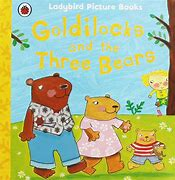 Ladybird Picture Books
Goldilocks
and the
Three Bears